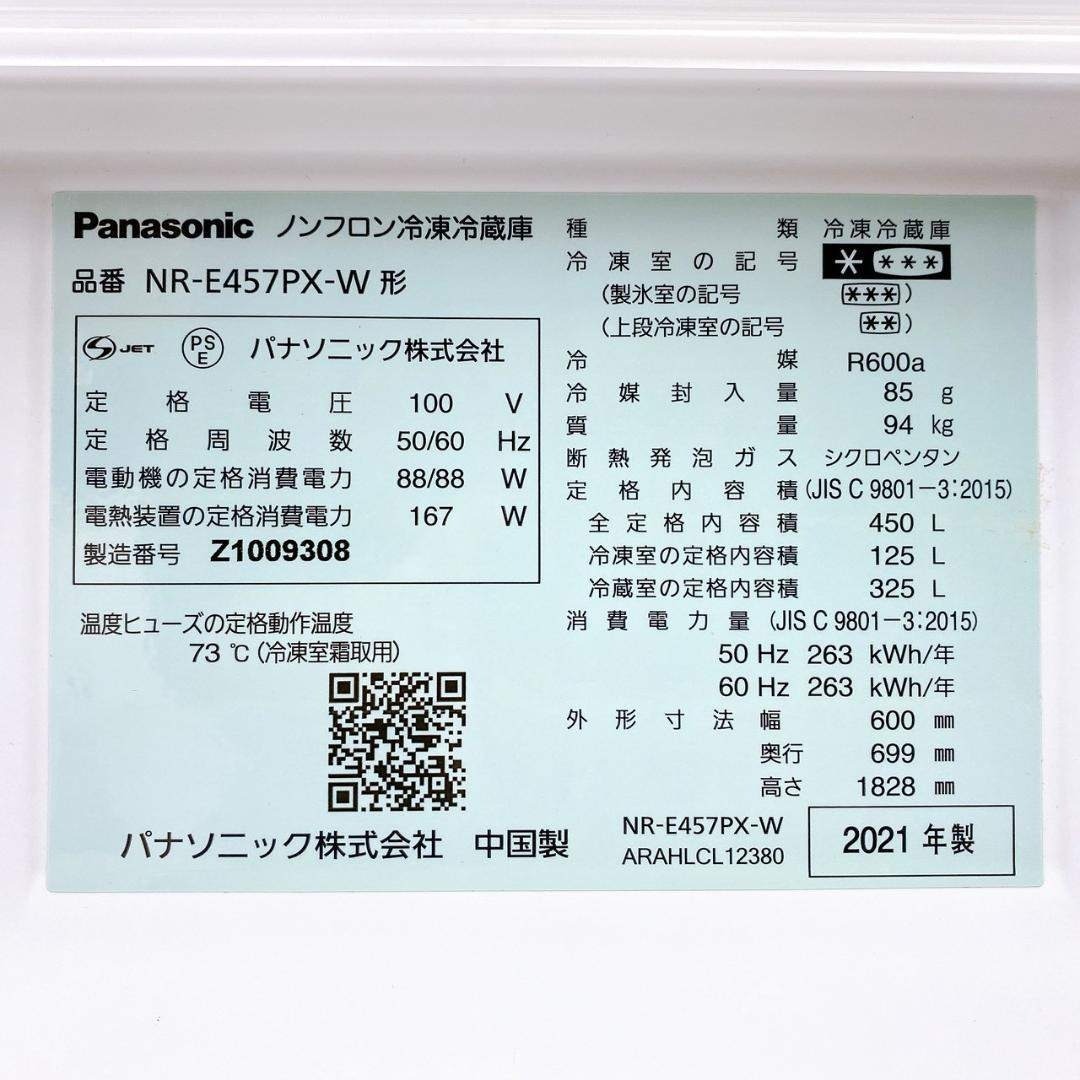 Panasonic ノンフロン冷凍冷蔵庫
品番 NR-E457PX-W 形
S JET PS E パナソニック株式会社
定格電圧 100 V
定格周波数 50/60 Hz
電動機の定格消費電力 88/88 W
電熱装置の定格消費電力 167 W
製造番号 Z1009308
温度ヒューズの定格動作温度
73 ℃(冷凍室霜取用)
種類 冷凍冷蔵庫
冷凍室の記号 * ***
(製氷室の記号 ***)
(上段冷凍室の記号 **)
冷媒 R600a
冷媒封入量 85 g
質量 94 kg
断熱発泡ガス シクロペンタン
定格内容積(JIS C 9801-3:2015)
全定格内容積 450 L
冷凍室の定格内容積 125 L
冷蔵室の定格内容積 325 L
消費電力量(JIS C 9801-3:2015)
50 Hz 263 kWh/年
60 Hz 263 kWh/年
外形寸法幅 600 mm
奥行 699 mm
高さ 1828 mm
パナソニック株式会社 中国製
NR-E457PX-W
ARAHLCL12380
2021 年製